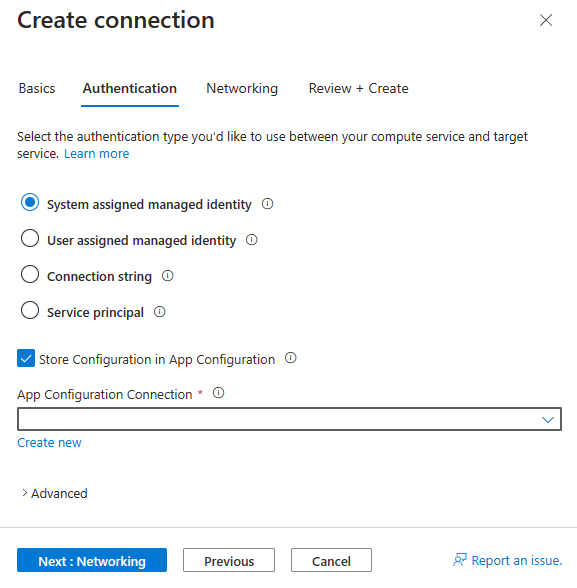 Create connection
Basics
Authentication
Networking
Review + Create
Select the authentication type you'd like to use between your compute service and target
service. Learn more
System assigned managed identity
User assigned managed identity
Connection string
Service principal
Store Configuration in App Configuration
App Configuration Connection *
Create new
Advanced
Next : Networking
Previous
Cancel
Report an issue.